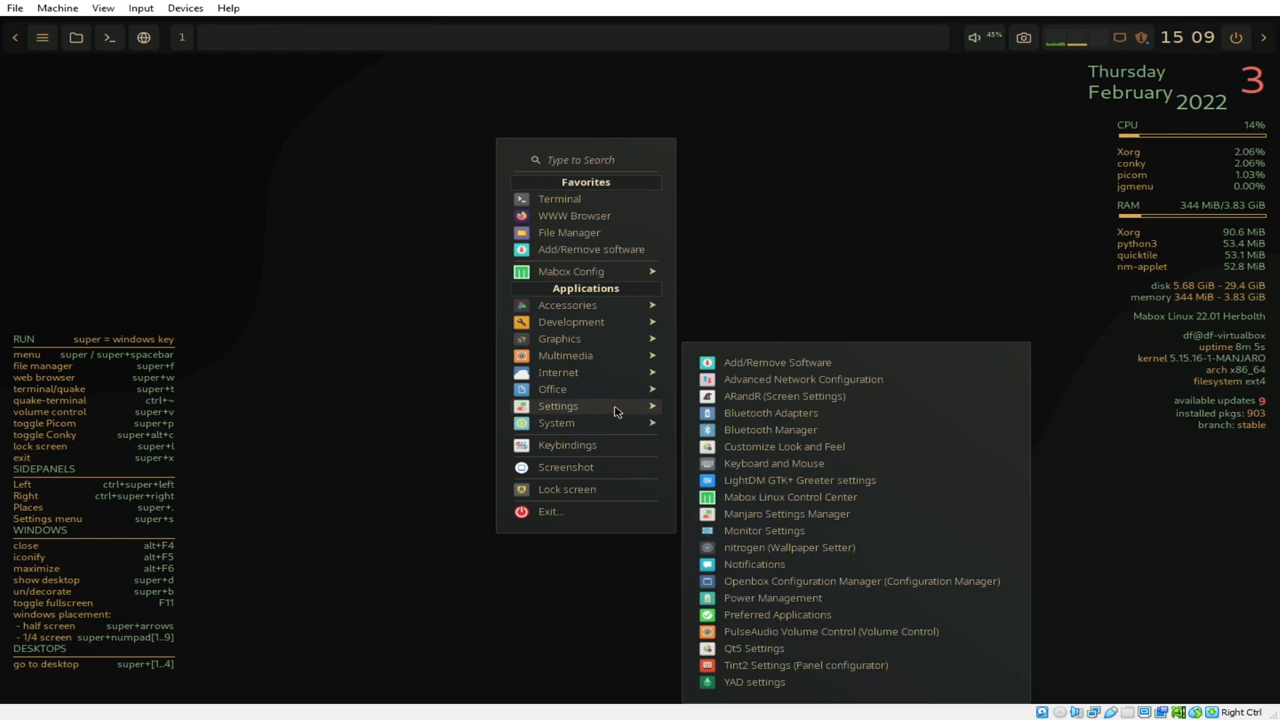 File Machine View Input Devices Help
1
45%
15 09
Thursday 3
February 2022
CPU 14%
Xorg 2.06%
conky 2.06%
picom 1.03%
jgmenu 0.00%
RAM 344 MiB/3.83 GiB
Xorg 90.6 MiB
python3 53.4 MiB
quicktile 53.1 MiB
nm-applet 52.8 MiB
disk 5.68 GiB - 29.4 GiB
memory 344 MiB - 3.83 GiB
Mabox Linux 22.01 Herbolth
df@df-virtualbox
uptime 8m 5s
kernel 5.15.16-1-MANJARO
arch x86_64
filesystem ext4
available updates 9
installed pkgs: 903
branch: stable
Type to Search
Favorites
Terminal
WWW Browser
File Manager
Add/Remove software
Mabox Config
Applications
Accessories
Development
Graphics
Multimedia
Internet
Office
Settings
System
Keybindings
Screenshot
Lock screen
Exit...
Add/Remove Software
Advanced Network Configuration
ARandR (Screen Settings)
Bluetooth Adapters
Bluetooth Manager
Customize Look and Feel
Keyboard and Mouse
LightDM GTK+ Greeter settings
Mabox Linux Control Center
Manjaro Settings Manager
Monitor Settings
nitrogen (Wallpaper Setter)
Notifications
Openbox Configuration Manager (Configuration Manager)
Power Management
Preferred Applications
PulseAudio Volume Control (Volume Control)
Qt5 Settings
Tint2 Settings (Panel configurator)
YAD settings
RUN super = windows key
menu super / super+spacebar
file manager super+f
web browser super+w
terminal/quake super+t
quake-terminal ctrl+~
volume control super+v
toggle Picom super+p
toggle Conky super+alt+c
lock screen super+l
exit super+x
SIDEPANELS
Left ctrl+super+left
Right ctrl+super+right
Places super+.
Settings menu super+s
WINDOWS
close alt+F4
iconify alt+F5
maximize alt+F6
show desktop super+d
un/decorate super+b
toggle fullscreen F11
windows placement:
- half screen super+arrows
- 1/4 screen super+numpad[1..9]
DESKTOPS
go to desktop super+[1..4]
Right Ctrl